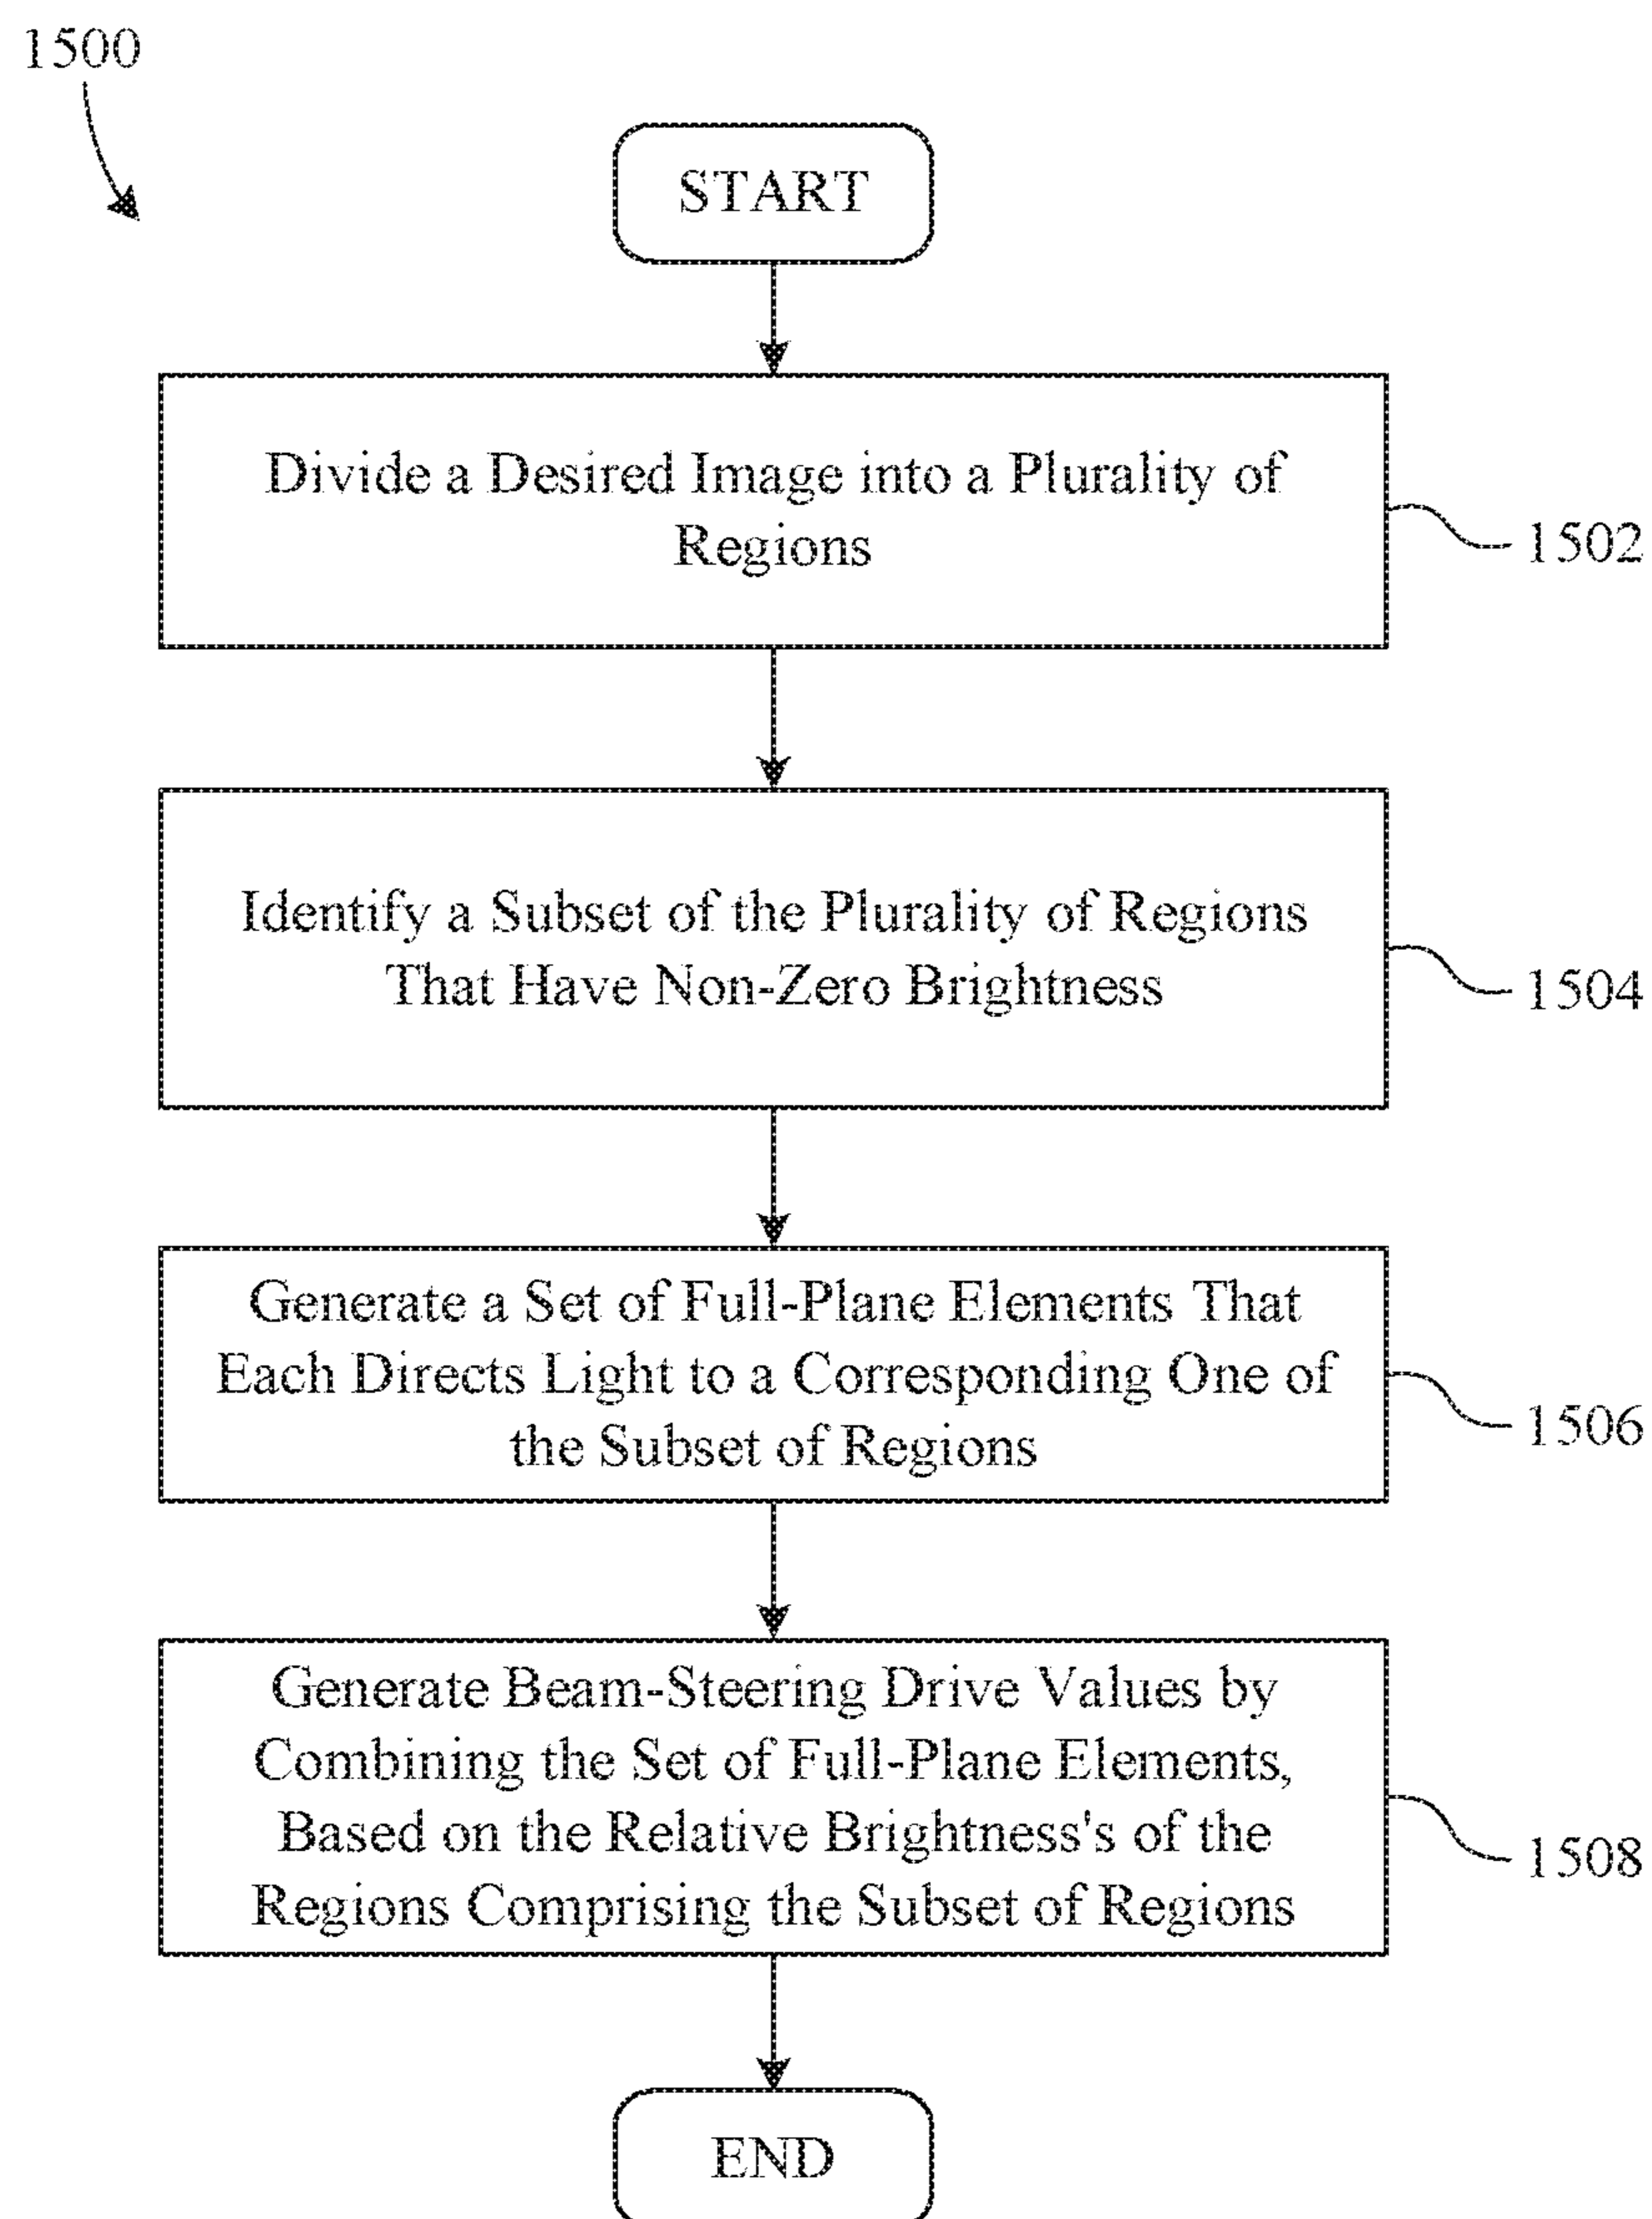 1500
START
Divide a Desired Image into a Plurality of
Regions
1502
Identify a Subset of the Plurality of Regions
That Have Non-Zero Brightness
1504
Generate a Set of Full-Plane Elements That
Each Directs Light to a Corresponding One of
the Subset of Regions
1506
Generate Beam-Steering Drive Values by
Combining the Set of Full-Plane Elements,
Based on the Relative Brightness's of the
Regions Comprising the Subset of Regions
1508
END